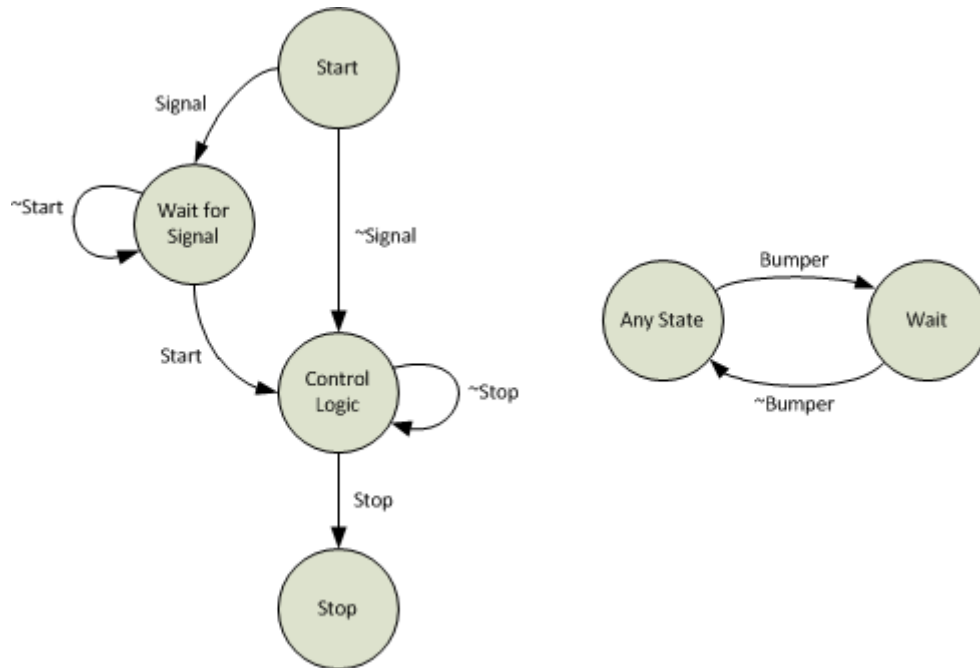 Start
Signal
~Start
Wait for
Signal
~Signal
Start
Control
Logic
~Stop
Stop
Stop
Bumper
Any State
Wait
~Bumper